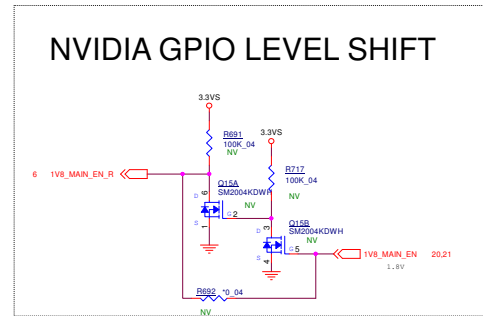 NVIDIA GPIO LEVEL SHIFT
3.3VS
R691
100K_04
NV
3.3VS
R717
100K_04
NV
6 1V8_MAIN_EN_R
Q15A
SM2004KDWH
NV
D
6
G 2
S
1
Q15B
SM2004KDWH
NV
D
3
G 5
S
4
1V8_MAIN_EN 20,21
1.8V
R692 *0_04
NV